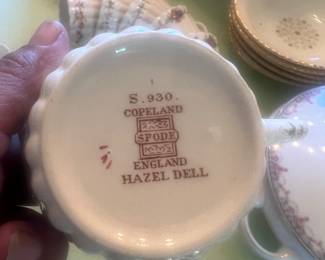 S.930.
COPELAND
SPODE
ENGLAND
HAZEL DELL